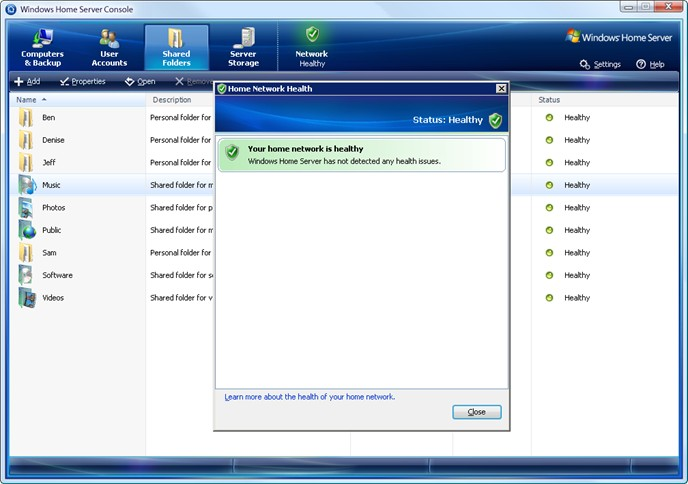 Windows Home Server Console
Computers & Backup
User Accounts
Shared Folders
Server Storage
Network
Healthy
Windows Home Server
Settings
Help
Add
Properties
Open
Remove
Name
Description
Status
Ben
Personal folder for
Healthy
Denise
Personal folder for
Healthy
Jeff
Personal folder for
Healthy
Music
Shared folder for m
Healthy
Photos
Shared folder for p
Healthy
Public
Shared folder for m
Healthy
Sam
Personal folder for
Healthy
Software
Shared folder for so
Healthy
Videos
Shared folder for v
Healthy
Home Network Health
Status: Healthy
Your home network is healthy
Windows Home Server has not detected any health issues.
Learn more about the health of your home network.
Close